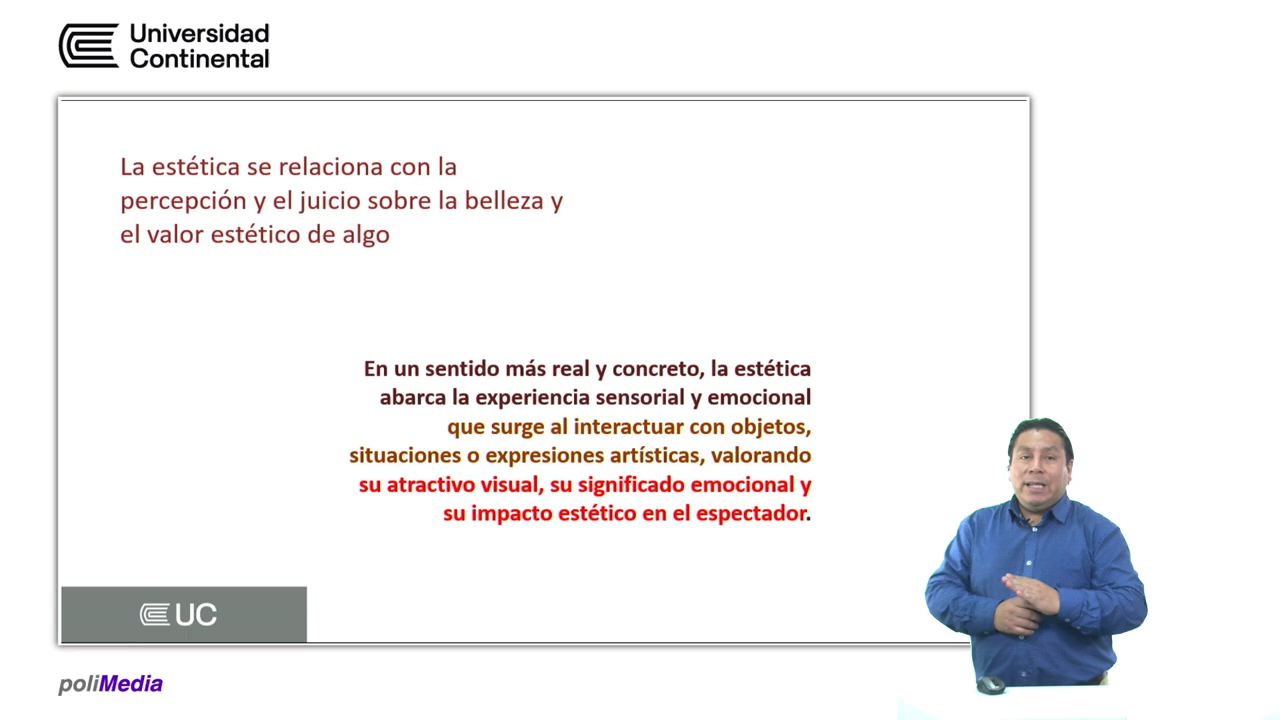 Universidad
Continental
La estética se relaciona con la
percepción y el juicio sobre la belleza y
el valor estético de algo
En un sentido más real y concreto, la estética
abarca la experiencia sensorial y emocional
que surge al interactuar con objetos,
situaciones o expresiones artísticas, valorando
su atractivo visual, su significado emocional y
su impacto estético en el espectador.
UC
poliMedia